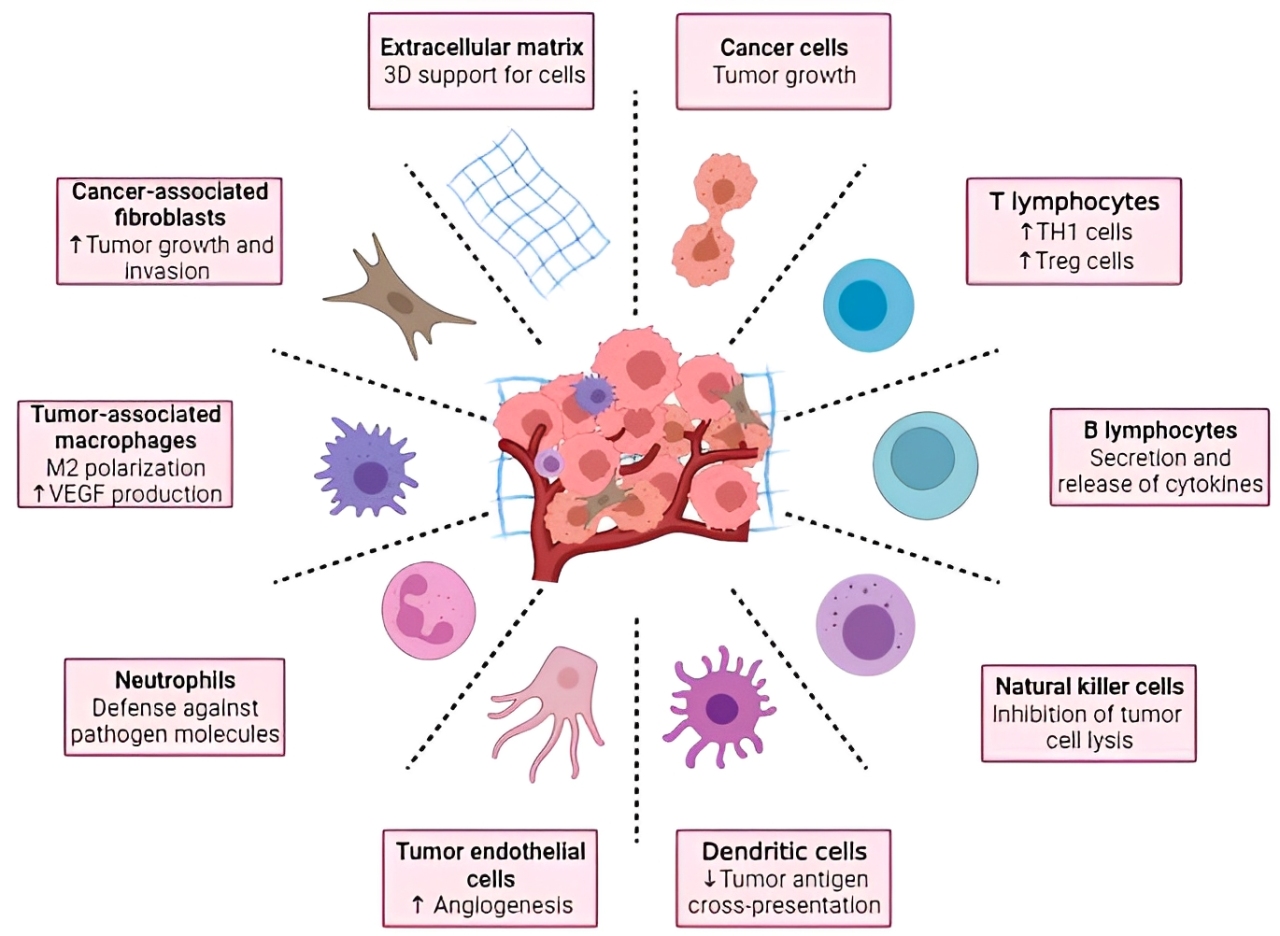 Extracellular matrix
3D support for cells
Cancer cells
Tumor growth
Cancer-associated
fibroblasts
↑Tumor growth and
invasion
T lymphocytes
↑TH1 cells
↑Treg cells
Tumor-associated
macrophages
M2 polarization
↑VEGF production
B lymphocytes
Secretion and
release of cytokines
Neutrophils
Defense against
pathogen molecules
Natural killer cells
Inhibition of tumor
cell lysis
Tumor endothelial
cells
↑ Angiogenesis
Dendritic cells
↓Tumor antigen
cross-presentation